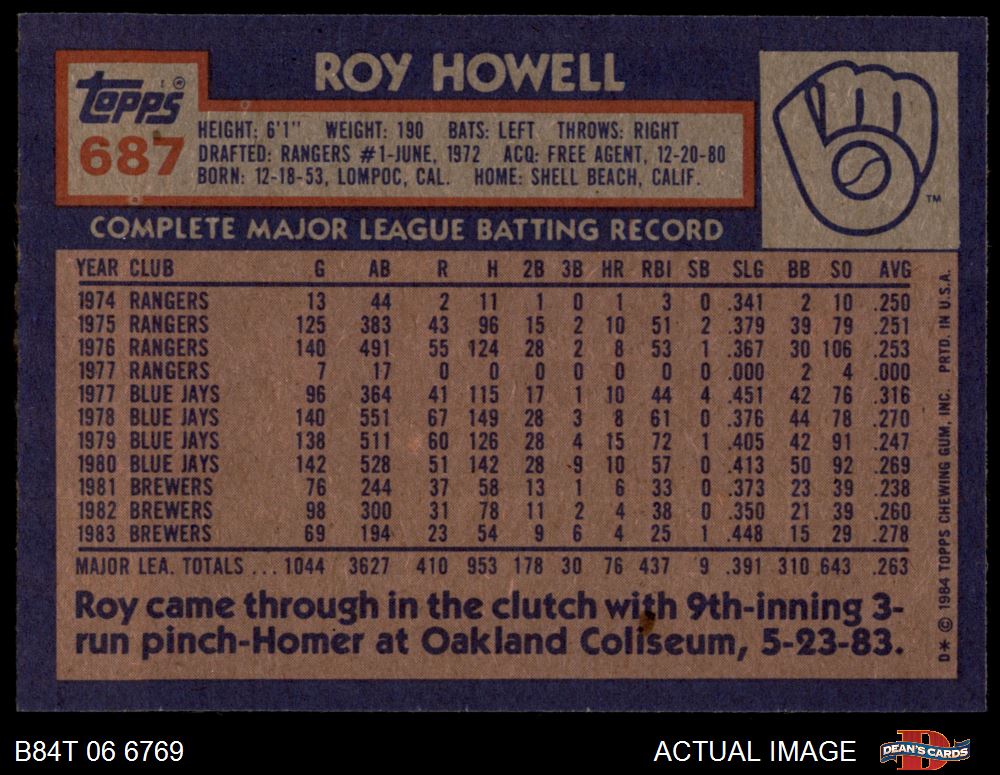 ROY HOWELL
Topps®
687
HEIGHT: 6'1" WEIGHT: 190 BATS: LEFT THROWS: RIGHT
DRAFTED: RANGERS #1-JUNE, 1972 ACQ: FREE AGENT, 12-20-80
BORN: 12-18-53, LOMPOC, CAL. HOME: SHELL BEACH, CALIF.
TM
COMPLETE MAJOR LEAGUE BATTING RECORD
YEAR CLUB G AB R H 2B 3B HR RBI SB SLG BB SO AVG
1974 RANGERS 13 44 2 11 1 0 1 3 0 .341 2 10 .250
1975 RANGERS 125 383 43 96 15 2 10 51 2 .379 39 79 .251
1976 RANGERS 140 491 55 124 28 2 8 53 1 .367 30 106 .253
1977 RANGERS 7 17 0 0 0 0 0 0 0 .000 2 4 .000
1977 BLUE JAYS 96 364 41 115 17 1 10 44 4 .451 42 76 .316
1978 BLUE JAYS 140 551 67 149 28 3 8 61 0 .376 44 78 .270
1979 BLUE JAYS 138 511 60 126 28 4 15 72 1 .405 42 91 .247
1980 BLUE JAYS 142 528 51 142 28 9 10 57 0 .413 50 92 .269
1981 BREWERS 76 244 37 58 13 1 6 33 0 .373 23 39 .238
1982 BREWERS 98 300 31 78 11 2 4 38 0 .350 21 39 .260
1983 BREWERS 69 194 23 54 9 6 4 25 1 .448 15 29 .278
MAJOR LEA. TOTALS ... 1044 3627 410 953 178 30 76 437 9 .391 310 643 .263
Roy came through in the clutch with 9th-inning 3-
run pinch-Homer at Oakland Coliseum, 5-23-83.
D* © 1984 TOPPS CHEWING GUM, INC. PRTD. IN U.S.A.
B84T 06 6769
ACTUAL IMAGE
D
DEAN'S CARDS